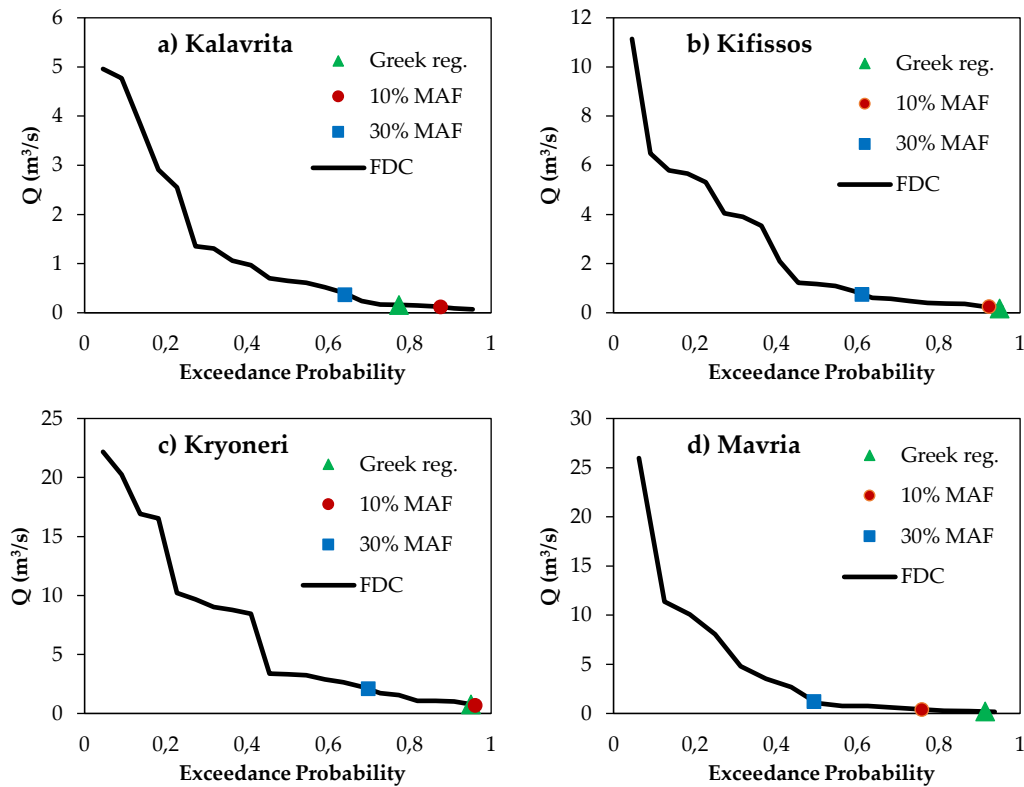 a) Kalavrita
Greek reg.
10% MAF
30% MAF
FDC
Q (m³/s)
6
5
4
3
2
1
0
0 0,2 0,4 0,6 0,8 1
Exceedance Probability
b) Kifissos
Greek reg.
10% MAF
30% MAF
FDC
Q (m³/s)
12
10
8
6
4
2
0
0 0,2 0,4 0,6 0,8 1
Exceedance Probability
c) Kryoneri
Greek reg.
10% MAF
30% MAF
FDC
Q (m³/s)
25
20
15
10
5
0
0 0,2 0,4 0,6 0,8 1
Exceedance Probability
d) Mavria
Greek reg.
10% MAF
30% MAF
FDC
Q (m³/s)
30
25
20
15
10
5
0
0 0,2 0,4 0,6 0,8 1
Exceedance Probability